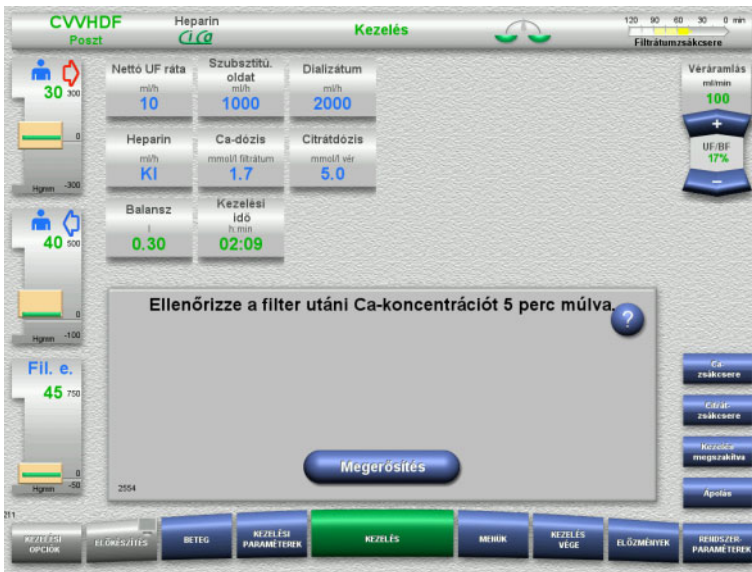 CVVHDF
Poszt
Heparin
CiCa
Kezelés
120 90 60 30 0 min
Filtrátumzsákcsere
30
300
0
Hgmm -300
40
500
0
Hgmm -100
Fil. e.
45
750
0
Hgmm -50
Nettó UF ráta
ml/h
10
Szubsztitú.
oldat
ml/h
1000
Dializátum
ml/h
2000
Heparin
ml/h
KI
Ca-dózis
mmol/l filtrátum
1.7
Citrátdózis
mmol/l vér
5.0
Balansz
l
0.30
Kezelési
idő
h:min
02:09
Véráramlás
ml/min
100
+
UF/BF
17%
−
Ellenőrizze a filter utáni Ca-koncentrációt 5 perc múlva.
?
Megerősítés
2554
Ca-
zsákcsere
Citrát-
zsákcsere
Kezelés
megszakítva
Ápolás
211
KEZELÉSI
OPCIÓK
ELŐKÉSZÍTÉS
BETEG
KEZELÉSI
PARAMÉTEREK
KEZELÉS
MENÜK
KEZELÉS
VÉGE
ELŐZMÉNYEK
RENDSZER-
PARAMÉTEREK